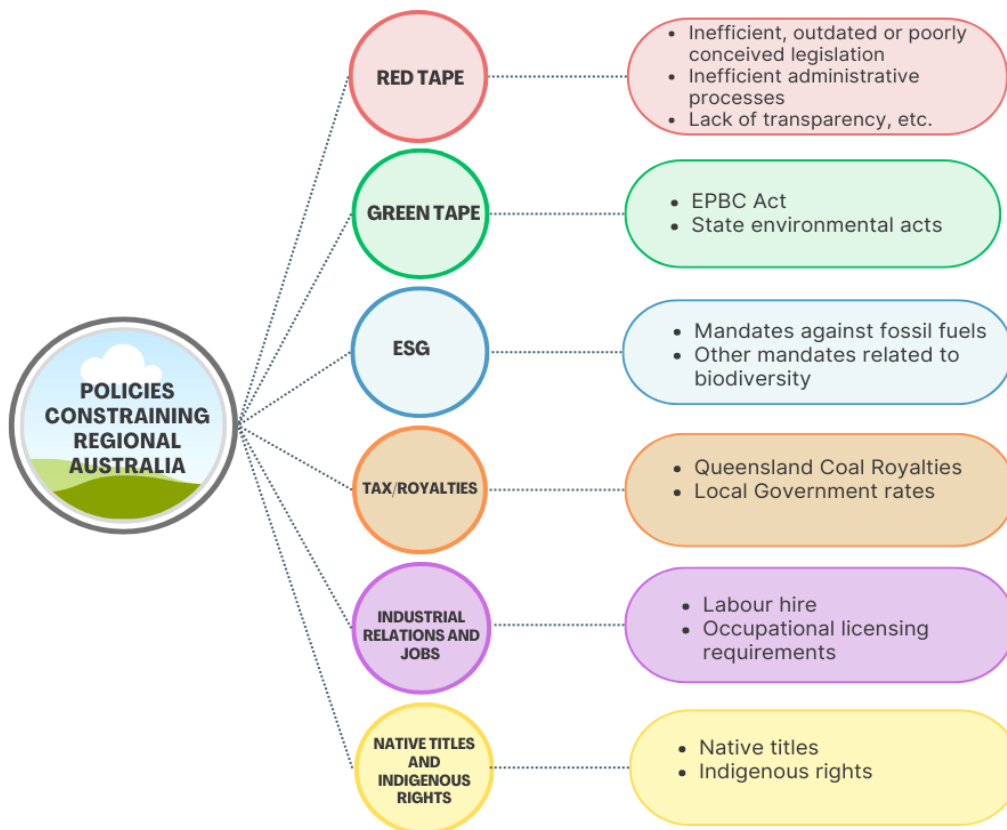 POLICIES
CONSTRAINING
REGIONAL
AUSTRALIA
RED TAPE
• Inefficient, outdated or poorly
conceived legislation
• Inefficient administrative
processes
• Lack of transparency, etc.
GREEN TAPE
• EPBC Act
• State environmental acts
ESG
• Mandates against fossil fuels
• Other mandates related to
biodiversity
TAX/ROYALTIES
• Queensland Coal Royalties
• Local Government rates
INDUSTRIAL
RELATIONS AND
JOBS
• Labour hire
• Occupational licensing
requirements
NATIVE TITLES
AND
INDIGENOUS
RIGHTS
• Native titles
• Indigenous rights